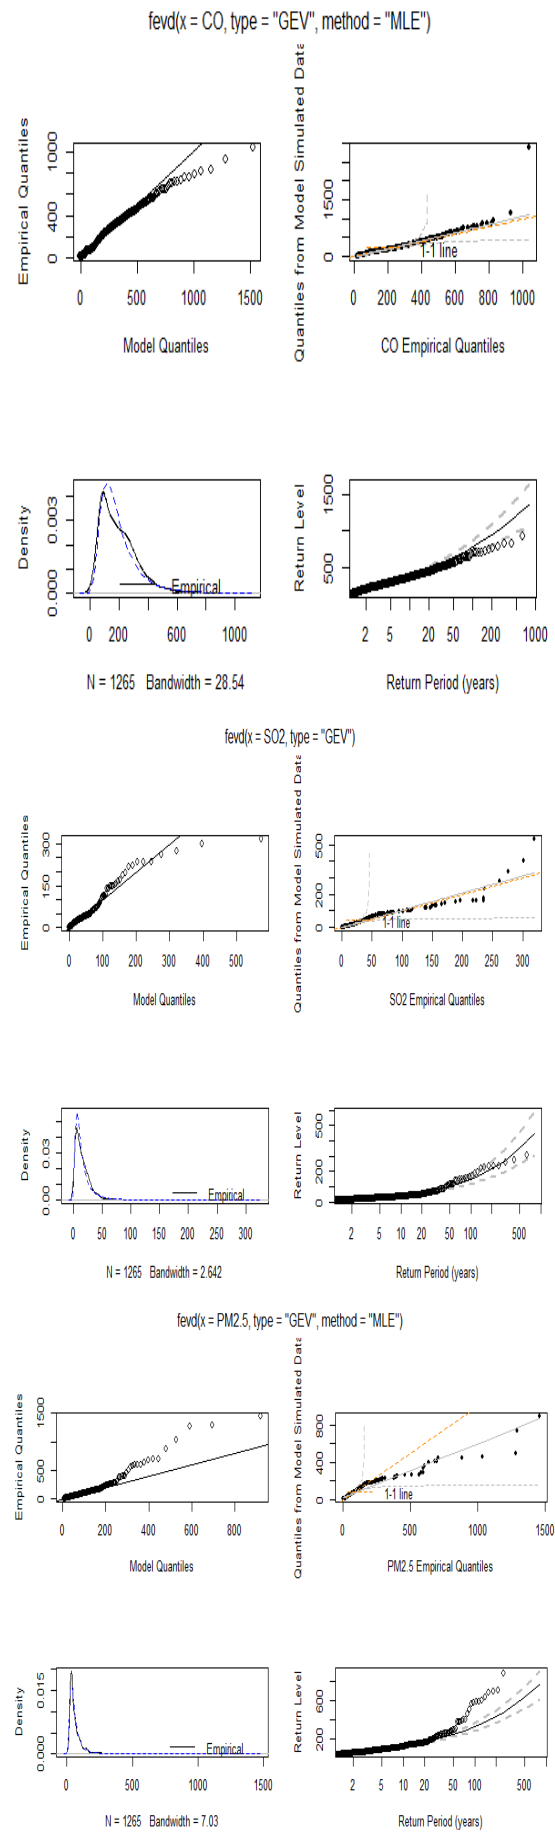 fevd(x = CO, type = "GEV", method = "MLE")
Empirical Quantiles
0 400 1000
0 500 1000 1500
Model Quantiles
Quantiles from Model Simulated Data
0 1500
1-1 line
0 200 400 600 800 1000
CO Empirical Quantiles
Density
0.000 0.003
Empirical
0 200 600 1000
N = 1265 Bandwidth = 28.54
Return Level
500 1500
2 5 20 50 200 1000
Return Period (years)
fevd(x = SO2, type = "GEV")
Empirical Quantiles
0 150 300
0 100 200 300 400 500
Model Quantiles
Quantiles from Model Simulated Data
0 200 500
1-1 line
0 50 100 150 200 250 300
SO2 Empirical Quantiles
Density
0.00 0.03
Empirical
0 50 100 150 200 250 300
N = 1265 Bandwidth = 2.642
Return Level
0 200 500
2 5 10 20 50 100 500
Return Period (years)
fevd(x = PM2.5, type = "GEV", method = "MLE")
Empirical Quantiles
0 500 1500
0 200 400 600 800
Model Quantiles
Quantiles from Model Simulated Data
0 400 800
1-1 line
0 500 1000 1500
PM2.5 Empirical Quantiles
Density
0.000 0.015
Empirical
0 500 1000 1500
N = 1265 Bandwidth = 7.03
Return Level
200 600
2 5 10 20 50 100 500
Return Period (years)